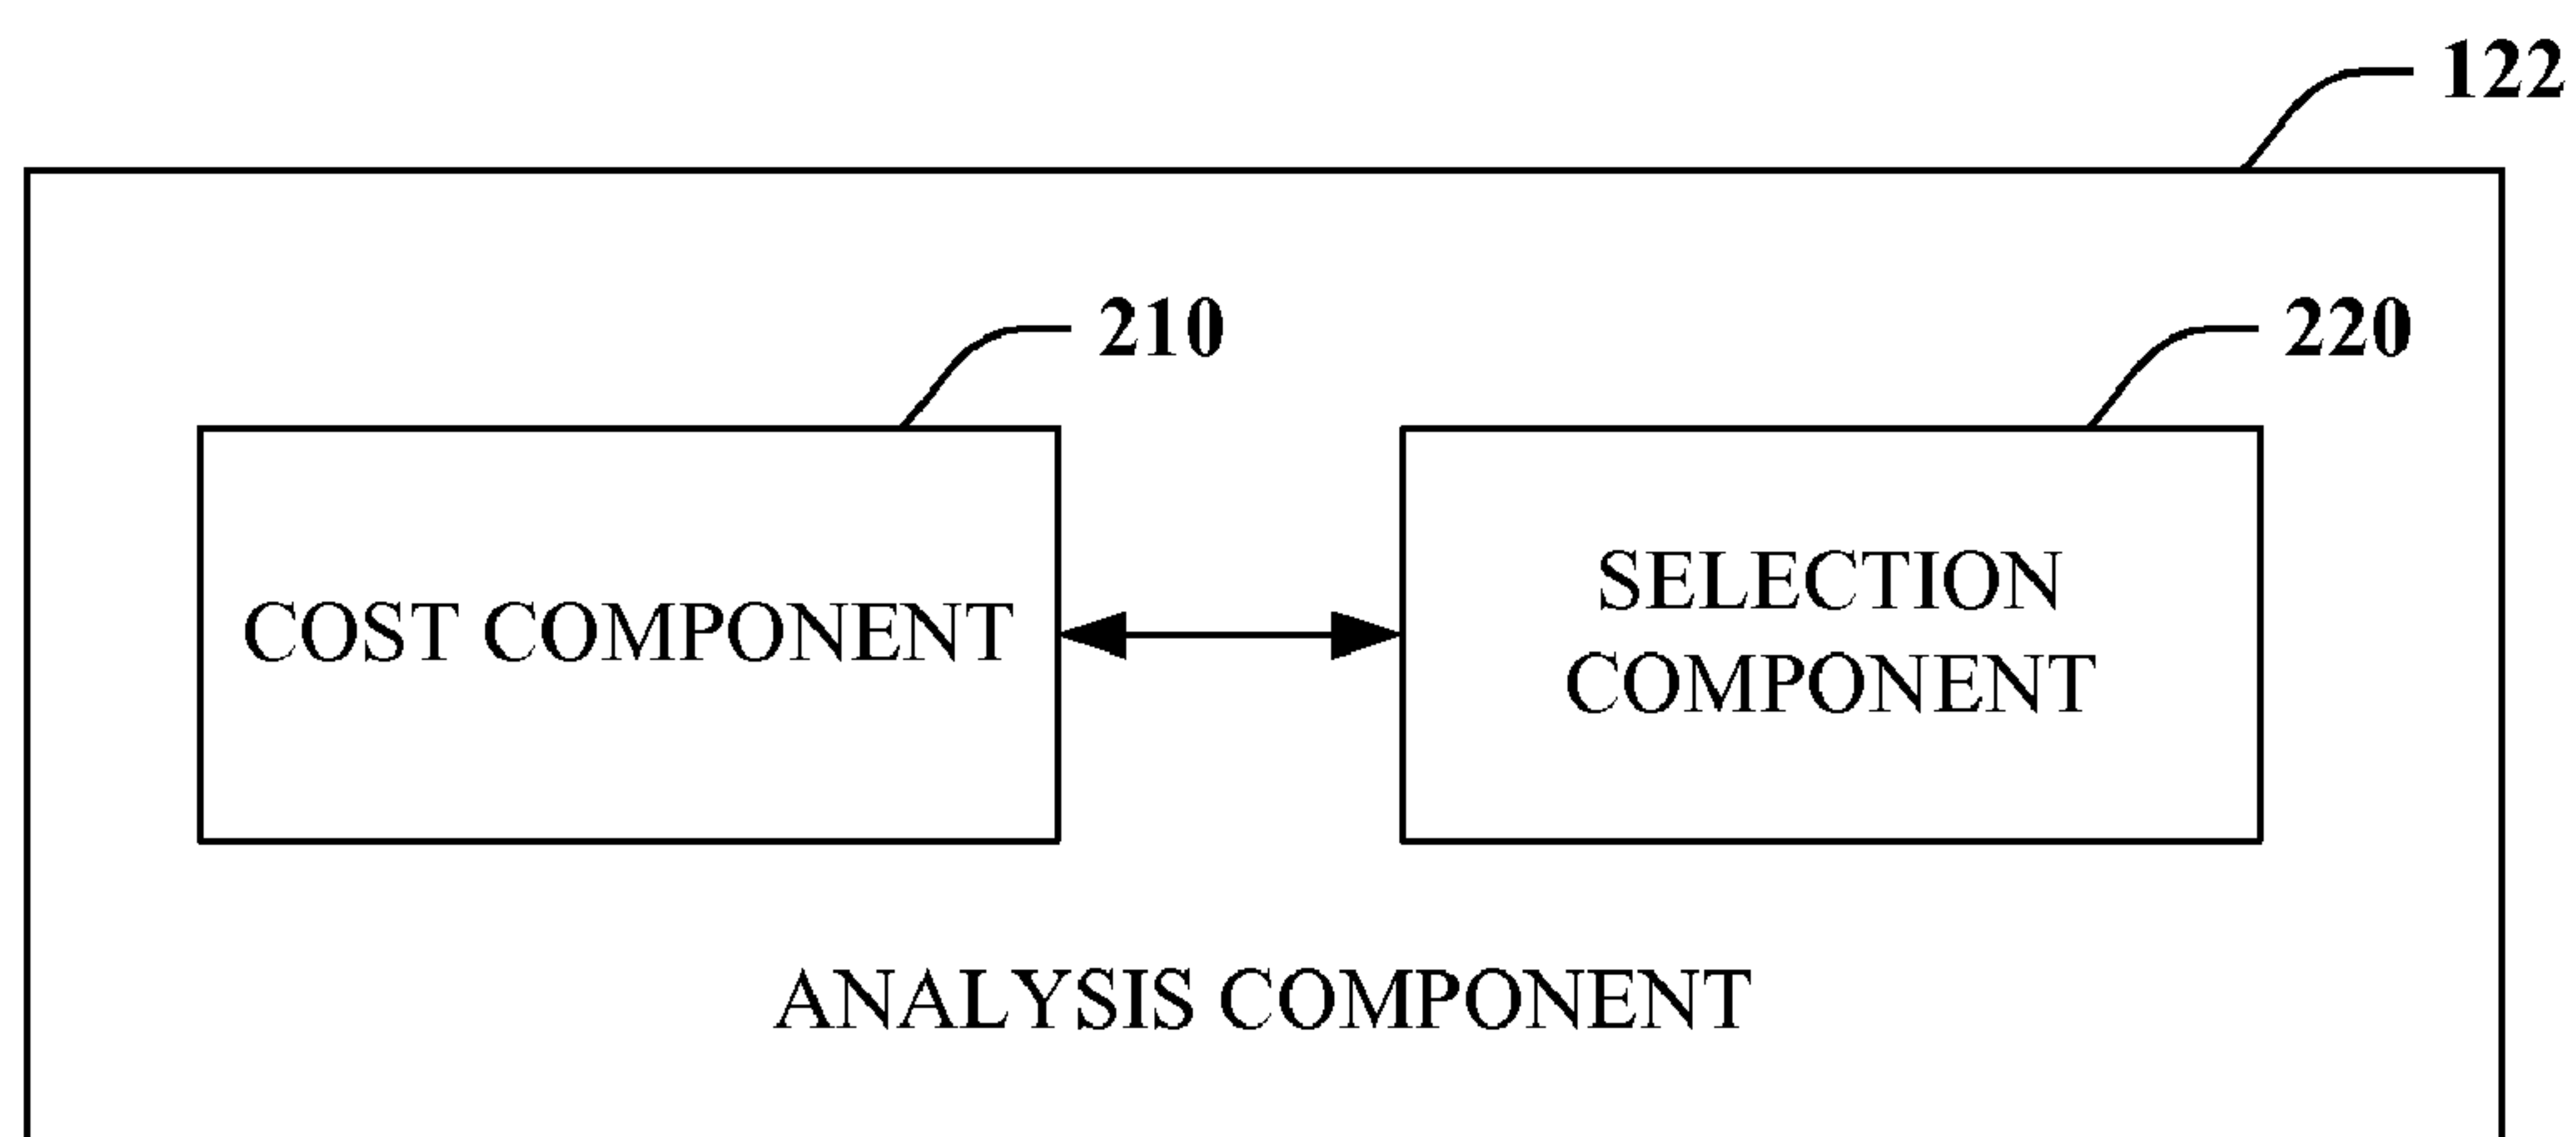 122
210
220
COST COMPONENT
SELECTION
COMPONENT
ANALYSIS COMPONENT